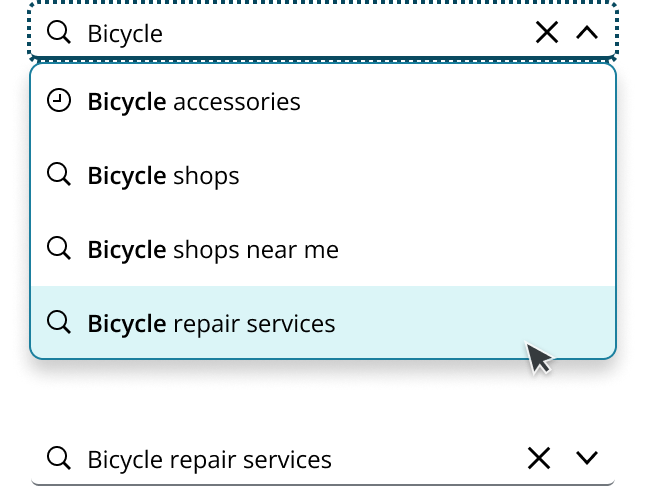 Bicycle
Bicycle accessories
Bicycle shops
Bicycle shops near me
Bicycle repair services
Bicycle repair services